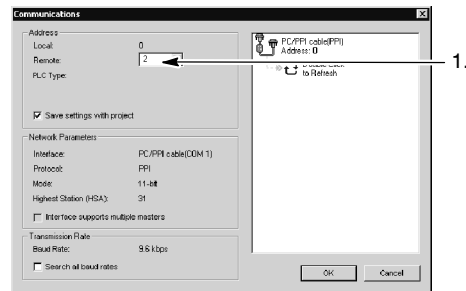 Communications
Address
Local: 0
Remote: 2
PLC Type:
Save settings with project
Network Parameters
Interface: PC/PPI cable(COM 1)
Protocol: PPI
Mode: 11-bit
Highest Station (HSA): 31
Interface supports multiple masters
Transmission Rate
Baud Rate: 9.6 kbps
Search all baud rates
PC/PPI cable(PPI)
Address: 0
Double Click
to Refresh
1.
OK
Cancel